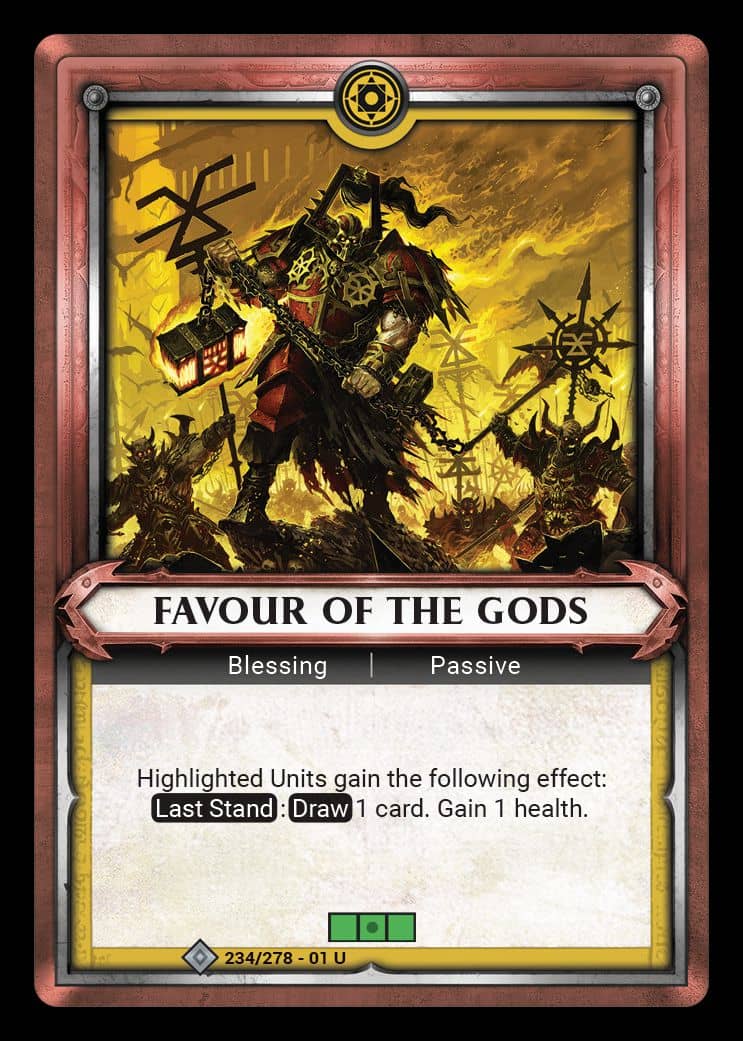 FAVOUR OF THE GODS
Blessing | Passive
Highlighted Units gain the following effect:
Last Stand : Draw 1 card. Gain 1 health.
234/278 - 01 U